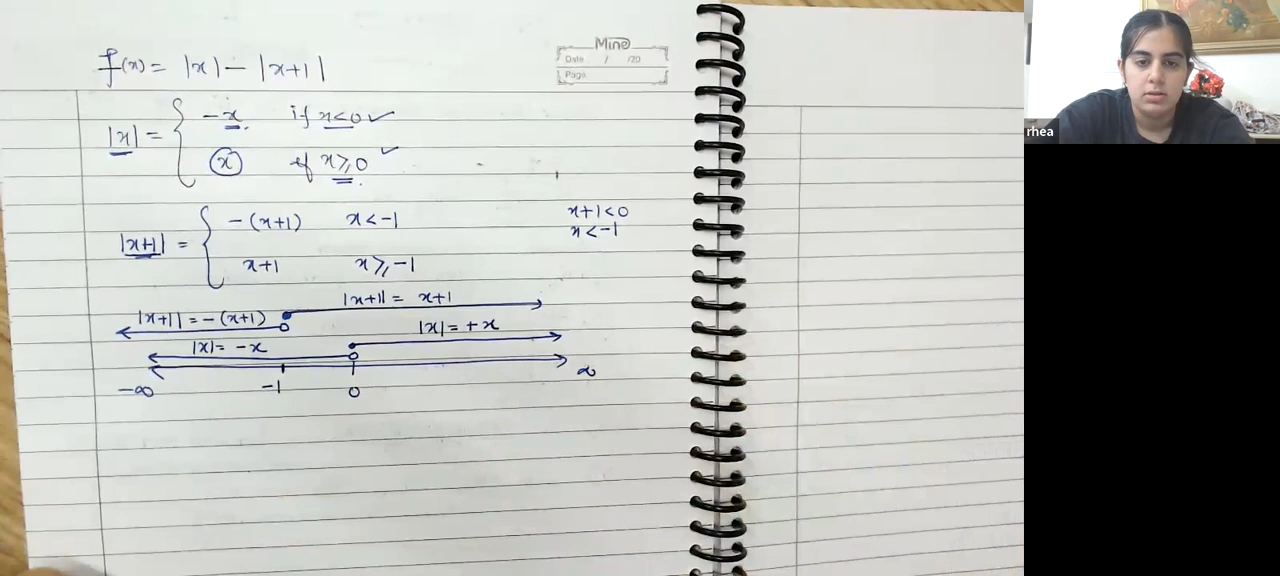 f(x) = |x| - |x+1|
Mind
Date / /20
Page
|x| = { -x if x<0 ✓
x if x≥0 ✓
|x+1| = { -(x+1) x<-1
x+1 x≥-1
x+1<0
x<-1
|x+1| = x+1
|x+1| = -(x+1)
|x| = +x
|x| = -x
-∞ -1 0 ∞
rhea